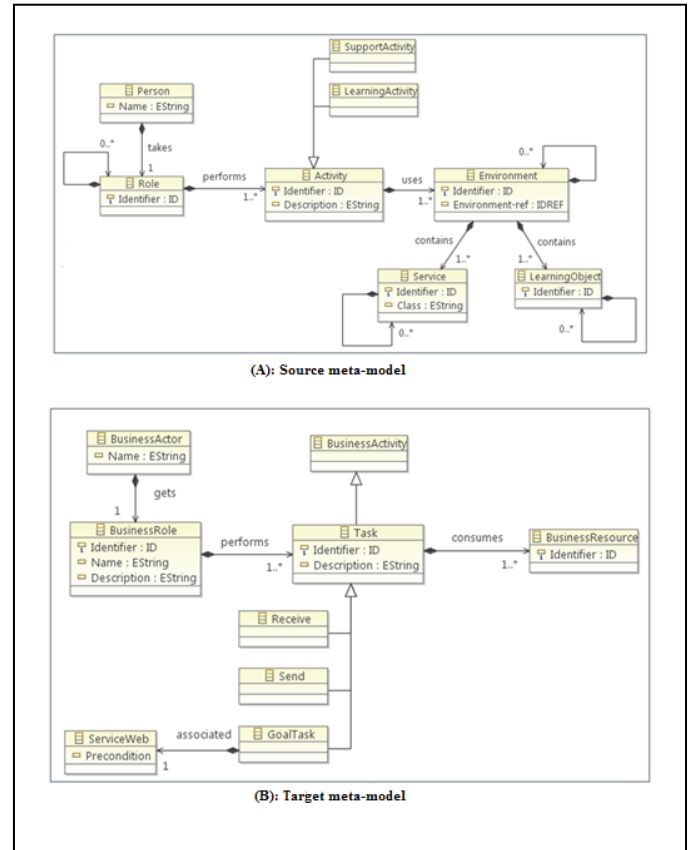 SupportActivity
LearningActivity
Person
Name : EString
takes
0..*
1
Role
Identifier : ID
performs
1..*
Activity
Identifier : ID
Description : EString
uses
1..*
0..*
Environment
Identifier : ID
Environment-ref : IDREF
contains
1..*
contains
1..*
Service
Identifier : ID
Class : EString
0..*
LearningObject
Identifier : ID
0..*
(A): Source meta-model
BusinessActor
Name : EString
gets
1
BusinessActivity
BusinessRole
Identifier : ID
Name : EString
Description : EString
performs
1..*
Task
Identifier : ID
Description : EString
consumes
1..*
BusinessResource
Identifier : ID
Receive
Send
GoalTask
associated
1
ServiceWeb
Precondition
(B): Target meta-model